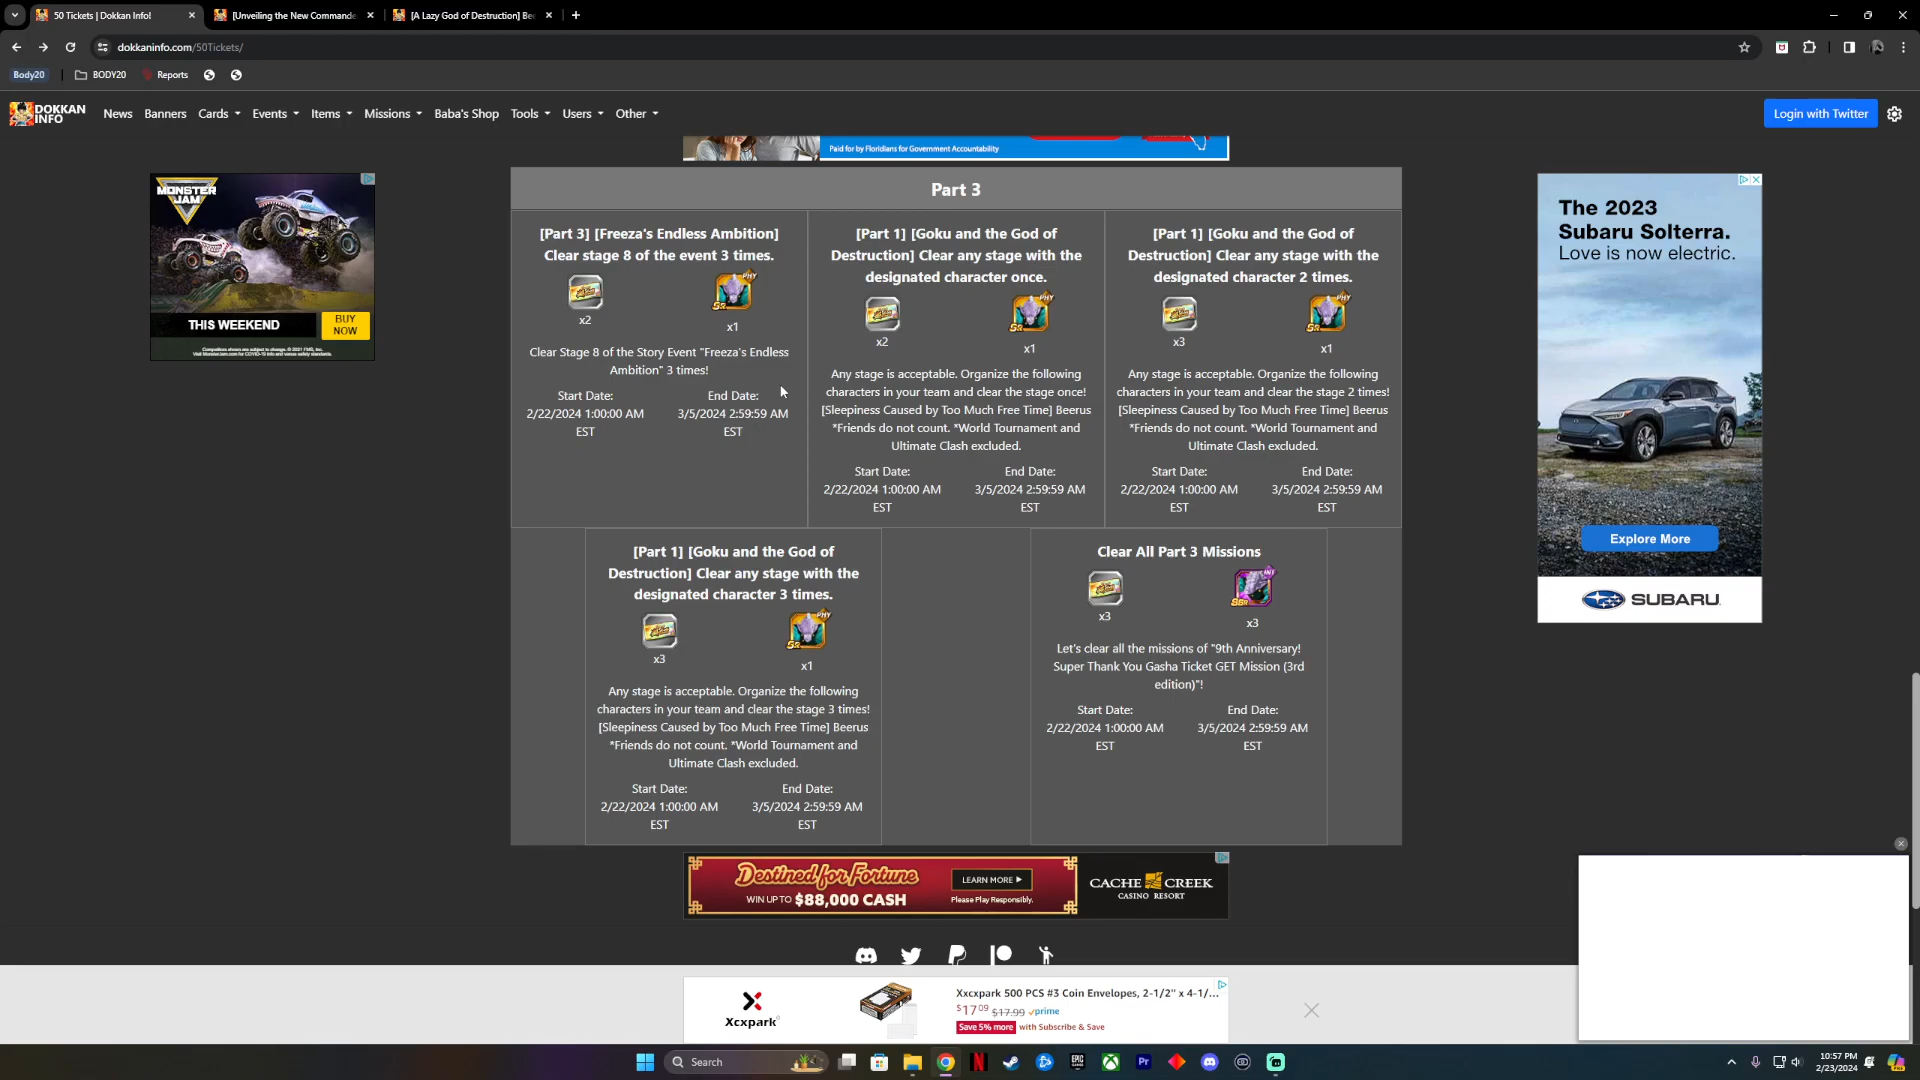 50 Tickets | Dokkan Info!
[Unveiling the New Commande
[A Lazy God of Destruction] Be
dokkaninfo.com/50Tickets/
Body20
BODY20
Reports
DOKKAN
INFO
News
Banners
Cards
Events
Items
Missions
Baba's Shop
Tools
Users
Other
Login with Twitter
Paid for by Floridians for Government Accountability
MONSTER
JAM
THIS WEEKEND
BUY
NOW
Part 3
[Part 3] [Freeza's Endless Ambition]
Clear stage 8 of the event 3 times.
SR
PHY
x2
x1
Clear Stage 8 of the Story Event "Freeza's Endless
Ambition" 3 times!
Start Date:
2/22/2024 1:00:00 AM
EST
End Date:
3/5/2024 2:59:59 AM
EST
[Part 1] [Goku and the God of
Destruction] Clear any stage with the
designated character once.
SR
PHY
x2
x1
Any stage is acceptable. Organize the following
characters in your team and clear the stage once!
[Sleepiness Caused by Too Much Free Time] Beerus
*Friends do not count. *World Tournament and
Ultimate Clash excluded.
Start Date:
2/22/2024 1:00:00 AM
EST
End Date:
3/5/2024 2:59:59 AM
EST
[Part 1] [Goku and the God of
Destruction] Clear any stage with the
designated character 2 times.
SR
PHY
x3
x1
Any stage is acceptable. Organize the following
characters in your team and clear the stage 2 times!
[Sleepiness Caused by Too Much Free Time] Beerus
*Friends do not count. *World Tournament and
Ultimate Clash excluded.
Start Date:
2/22/2024 1:00:00 AM
EST
End Date:
3/5/2024 2:59:59 AM
EST
[Part 1] [Goku and the God of
Destruction] Clear any stage with the
designated character 3 times.
SR
PHY
x3
x1
Any stage is acceptable. Organize the following
characters in your team and clear the stage 3 times!
[Sleepiness Caused by Too Much Free Time] Beerus
*Friends do not count. *World Tournament and
Ultimate Clash excluded.
Start Date:
2/22/2024 1:00:00 AM
EST
End Date:
3/5/2024 2:59:59 AM
EST
Clear All Part 3 Missions
SSR
INT
x3
x3
Let's clear all the missions of "9th Anniversary!
Super Thank You Gasha Ticket GET Mission (3rd
edition)"!
Start Date:
2/22/2024 1:00:00 AM
EST
End Date:
3/5/2024 2:59:59 AM
EST
The 2023
Subaru Solterra.
Love is now electric.
Explore More
SUBARU
Destined for Fortune
WIN UP TO $88,000 CASH
LEARN MORE
Please Play Responsibly.
CACHE CREEK
CASINO RESORT
Xcxpark
Xcxpark 500 PCS #3 Coin Envelopes, 2-1/2" x 4-1/...
$17.09 $17.99 prime
Save 5% more with Subscribe & Save
Search
EPIC
Pr
10:57 PM
2/23/2024